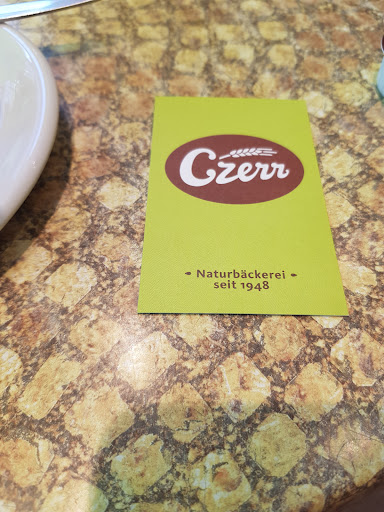 Czerr
Naturbäckerei
seit 1948